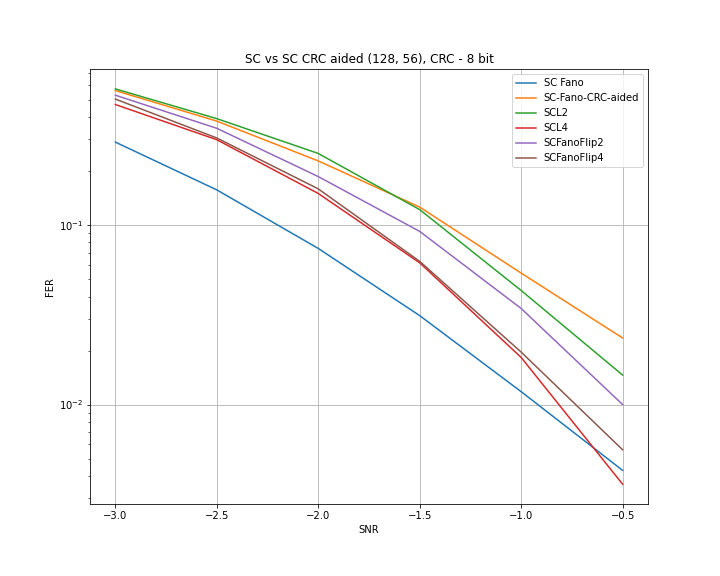 SC vs SC CRC aided (128, 56), CRC - 8 bit
SC Fano
SC-Fano-CRC-aided
SCL2
SCL4
SCFanoFlip2
SCFanoFlip4
FER
10⁻¹
10⁻²
−3.0 −2.5 −2.0 −1.5 −1.0 −0.5
SNR